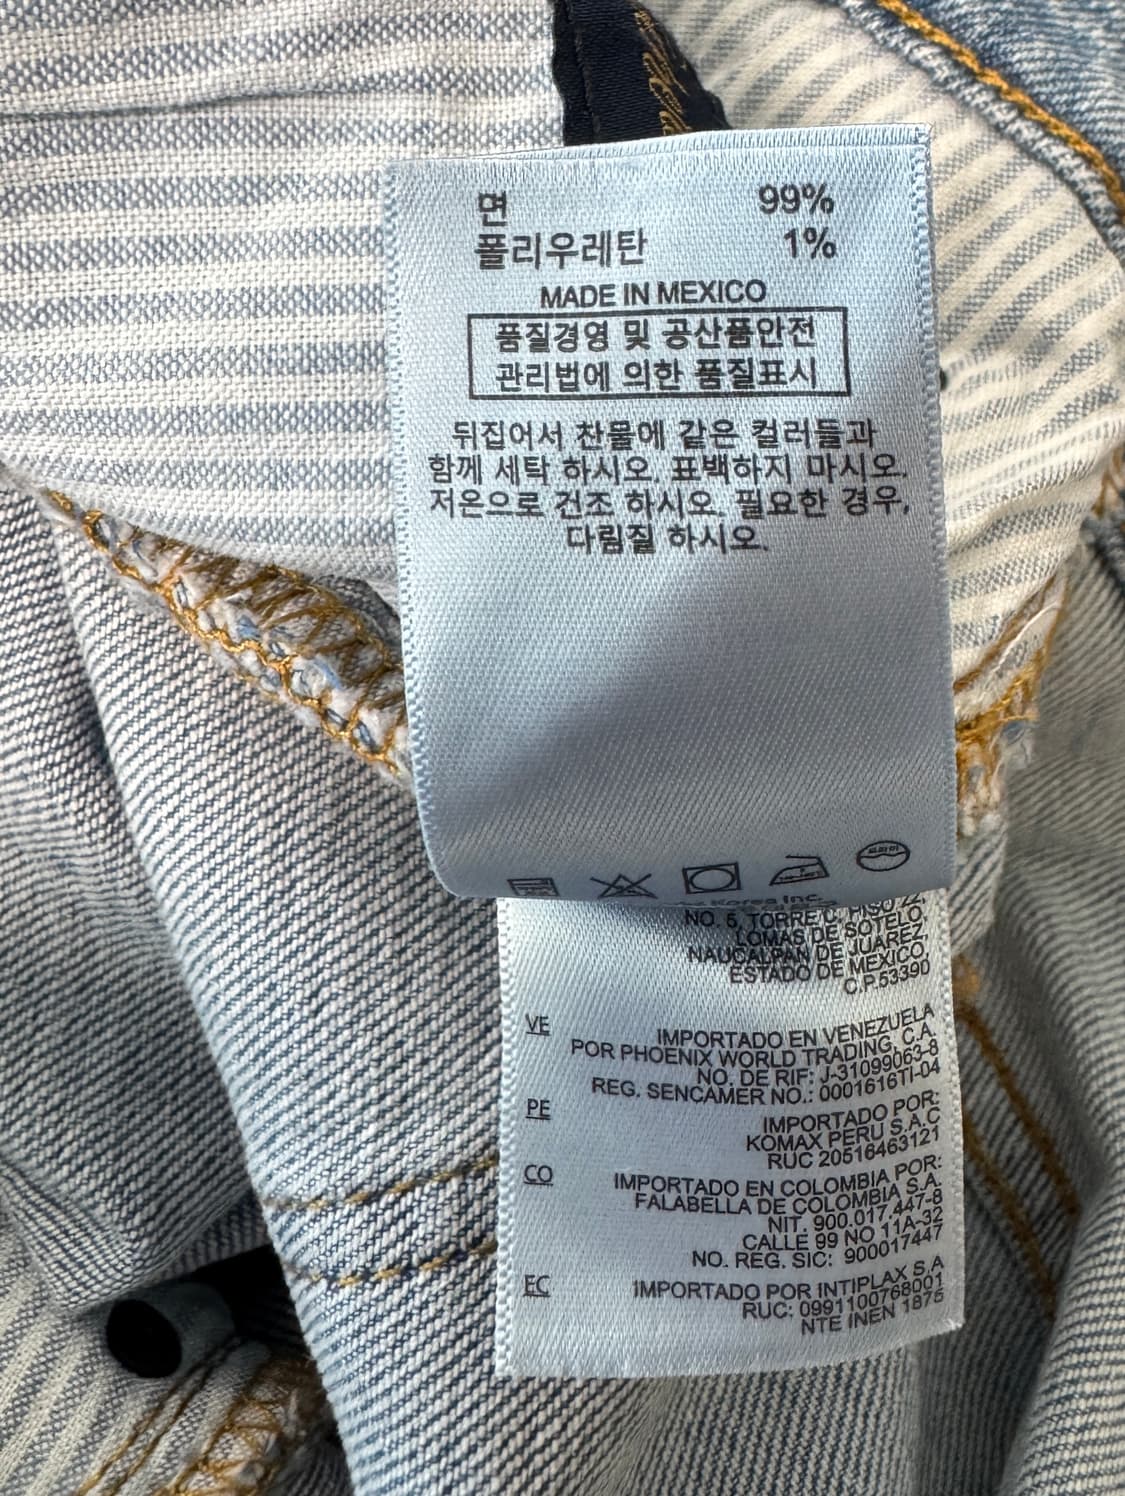 면 99%
폴리우레탄 1%
MADE IN MEXICO
품질경영 및 공산품안전
관리법에 의한 품질표시
뒤집어서 찬물에 같은 컬러들과
함께 세탁 하시오. 표백하지 마시오.
저온으로 건조 하시오. 필요한 경우,
다림질 하시오.
드라이
Korea Inc.
NO. 5, TORRE C, PISO 22,
LOMAS DE SOTELO,
NAUCALPAN DE JUAREZ,
ESTADO DE MEXICO,
C.P.53390
VE IMPORTADO EN VENEZUELA
POR PHOENIX WORLD TRADING, C.A.
NO. DE RIF: J-31099063-8
REG. SENCAMER NO.: 0001616TI-04
PE IMPORTADO POR:
KOMAX PERU S.A.C
RUC 20516463121
CO IMPORTADO EN COLOMBIA POR:
FALABELLA DE COLOMBIA S.A.
NIT. 900.017.447-8
CALLE 99 NO 11A-32
NO. REG. SIC: 900017447
EC IMPORTADO POR INTIPLAX S.A
RUC: 0991100768001
NTE INEN 1875